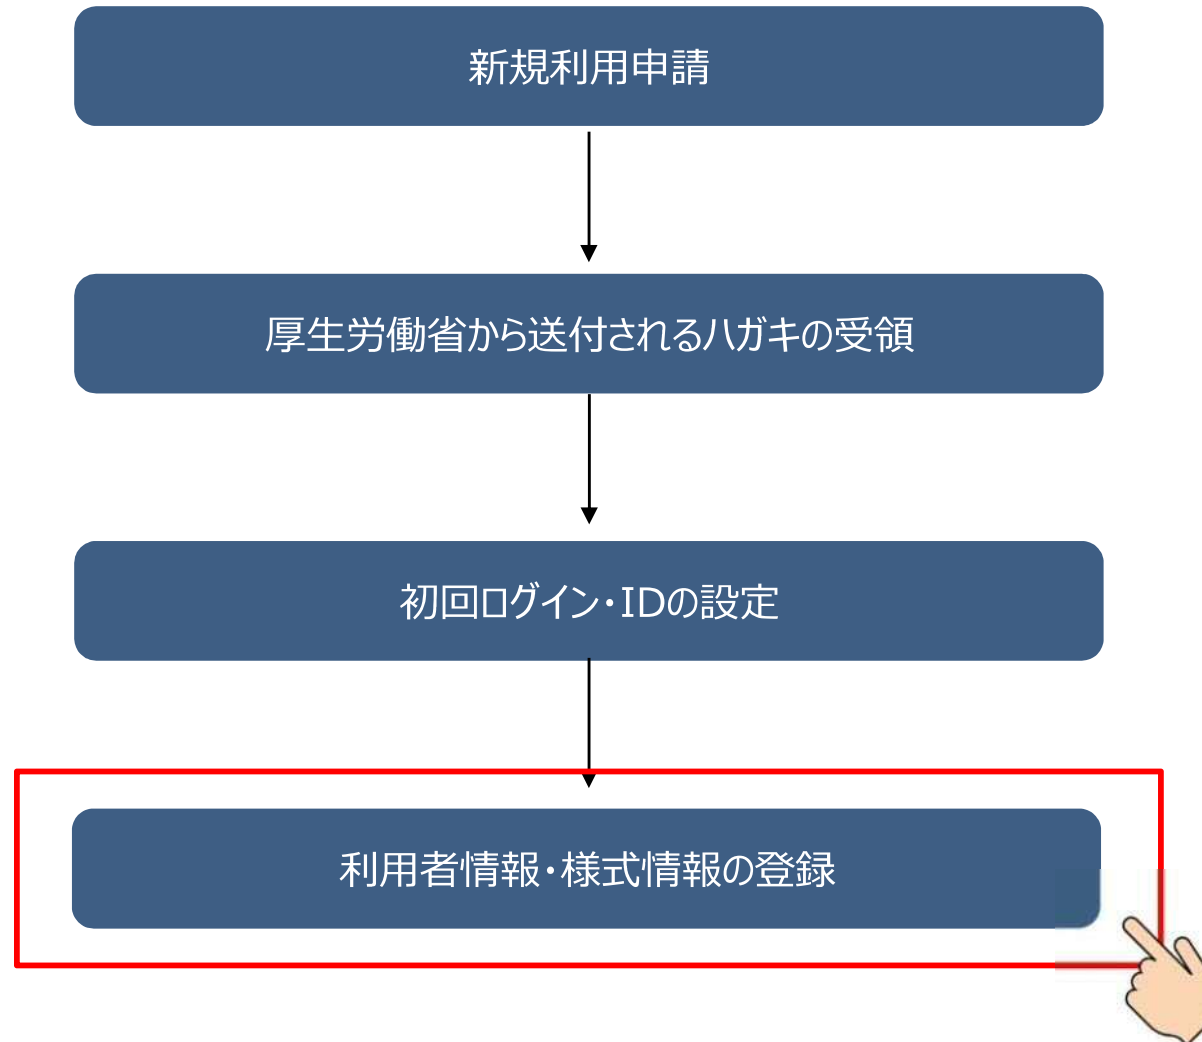 新規利用申請
厚生労働省から送付されるハガキの受領
初回ログイン・IDの設定
利用者情報・様式情報の登録